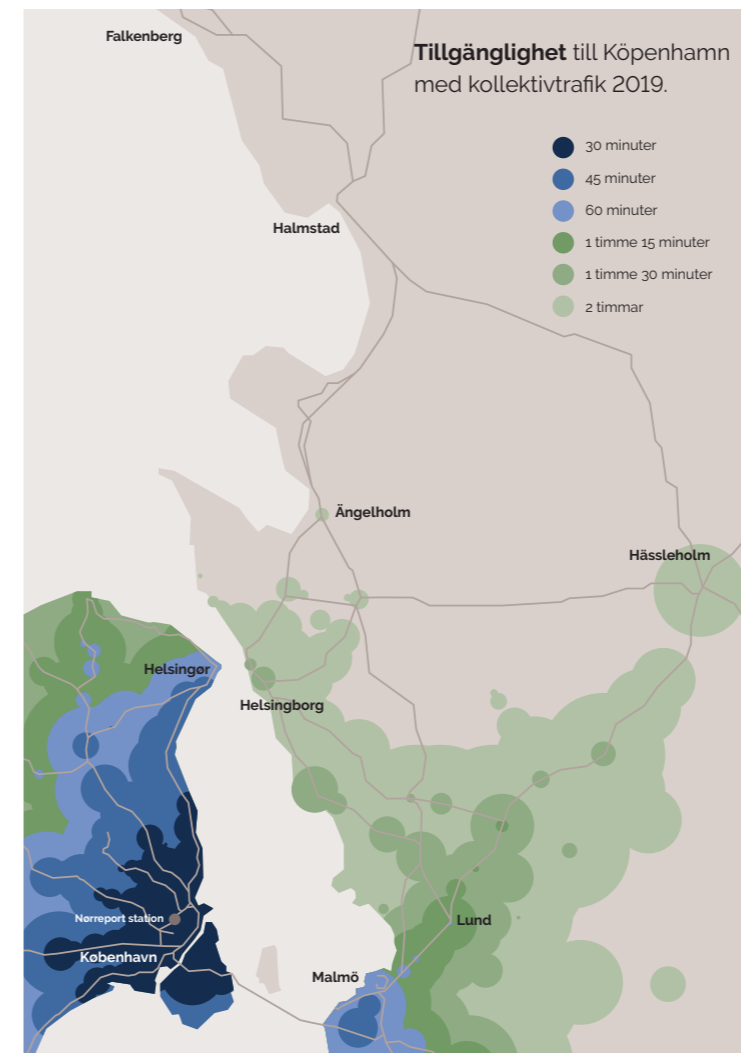 Falkenberg
Tillgänglighet till Köpenhamn
med kollektivtrafik 2019.
30 minuter
45 minuter
60 minuter
1 timme 15 minuter
1 timme 30 minuter
2 timmar
Halmstad
Ängelholm
Hässleholm
Helsingør
Helsingborg
Nørreport station
Lund
København
Malmö